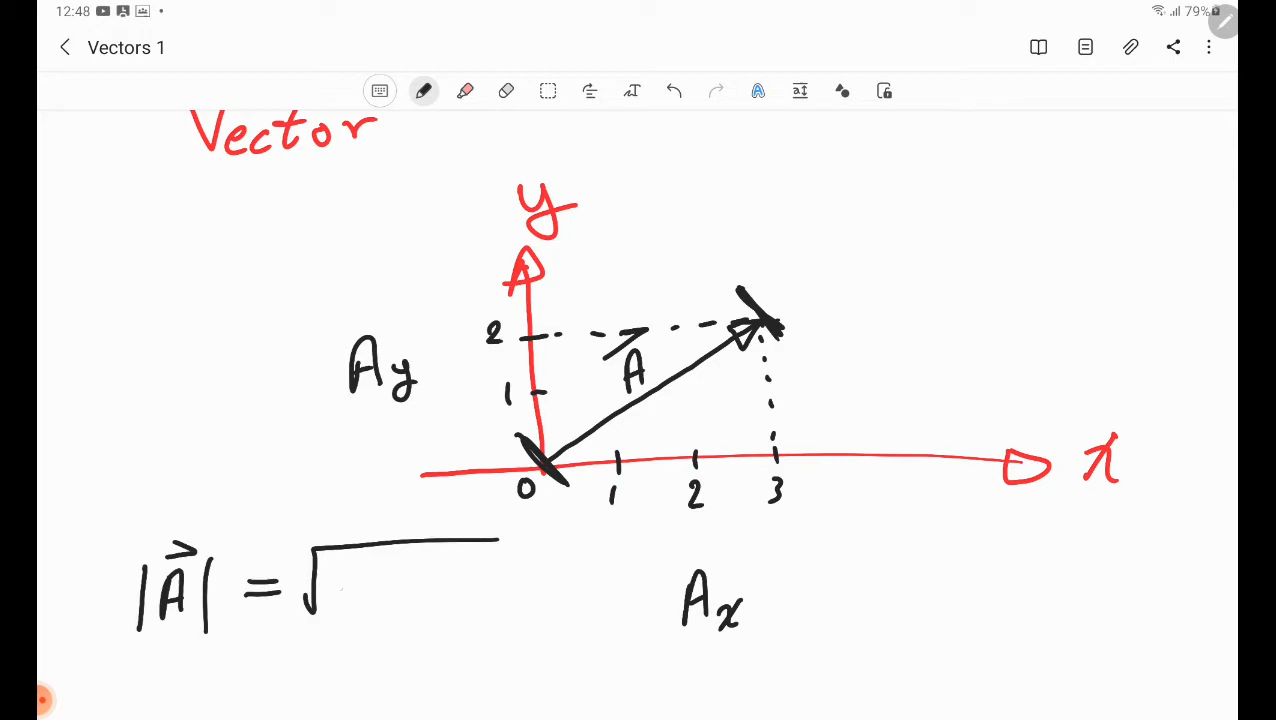 12:48 79%
Vectors 1
Vector
y
2
A⃗
Ay
1
x
0 1 2 3
|A⃗| = √
Ax